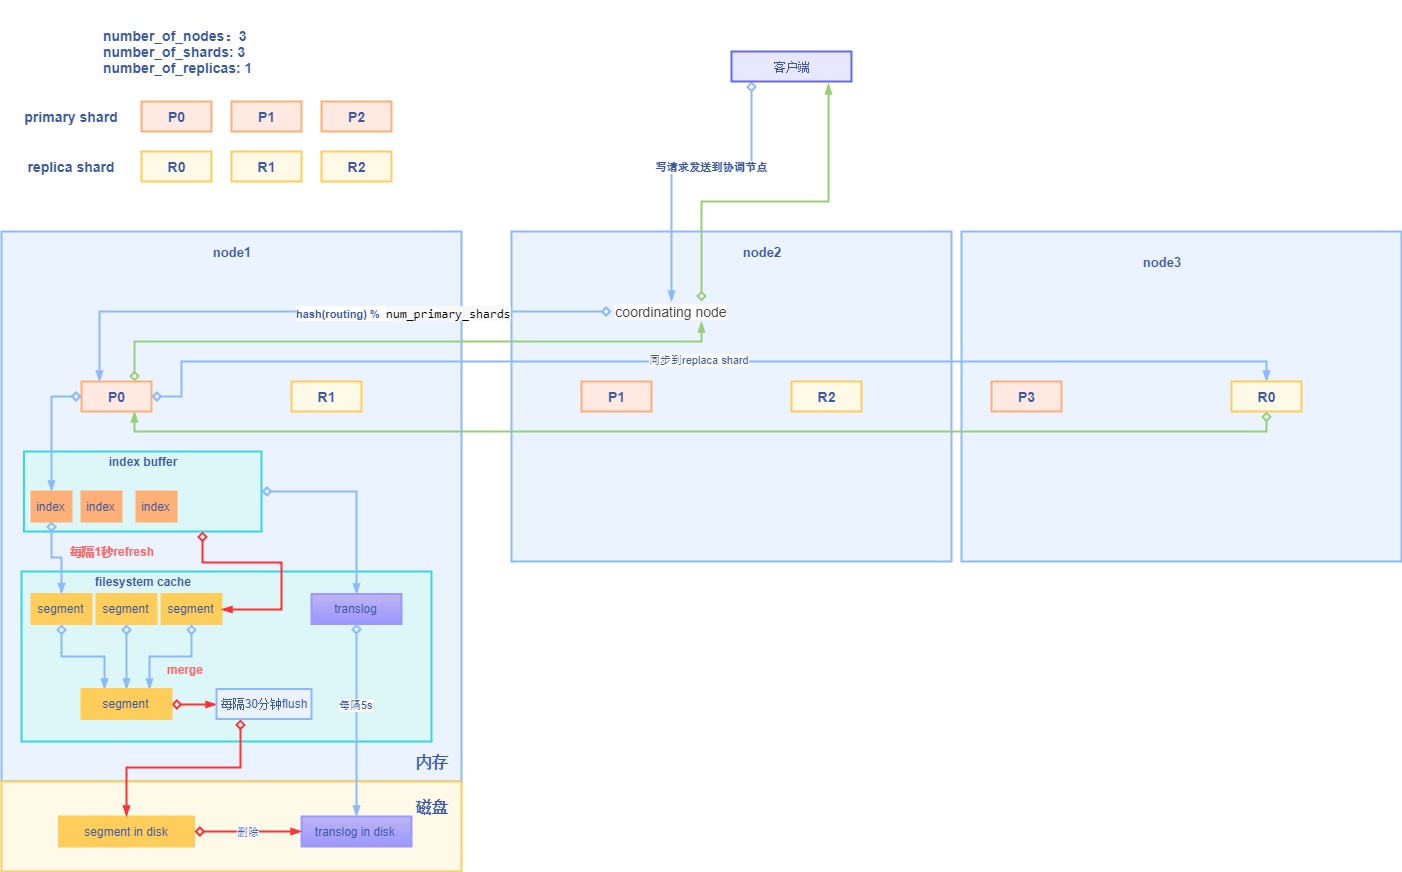 number_of_nodes：3
number_of_shards: 3
number_of_replicas: 1
客户端
primary shard
P0
P1
P2
replica shard
R0
R1
R2
写请求发送到协调节点
node1
node2
node3
hash(routing) % num_primary_shards
coordinating node
同步到replaca shard
P0
R1
P1
R2
P3
R0
index buffer
index
index
index
每隔1秒refresh
filesystem cache
segment
segment
segment
translog
merge
segment
每隔30分钟flush
每隔5s
内存
磁盘
segment in disk
删除
translog in disk